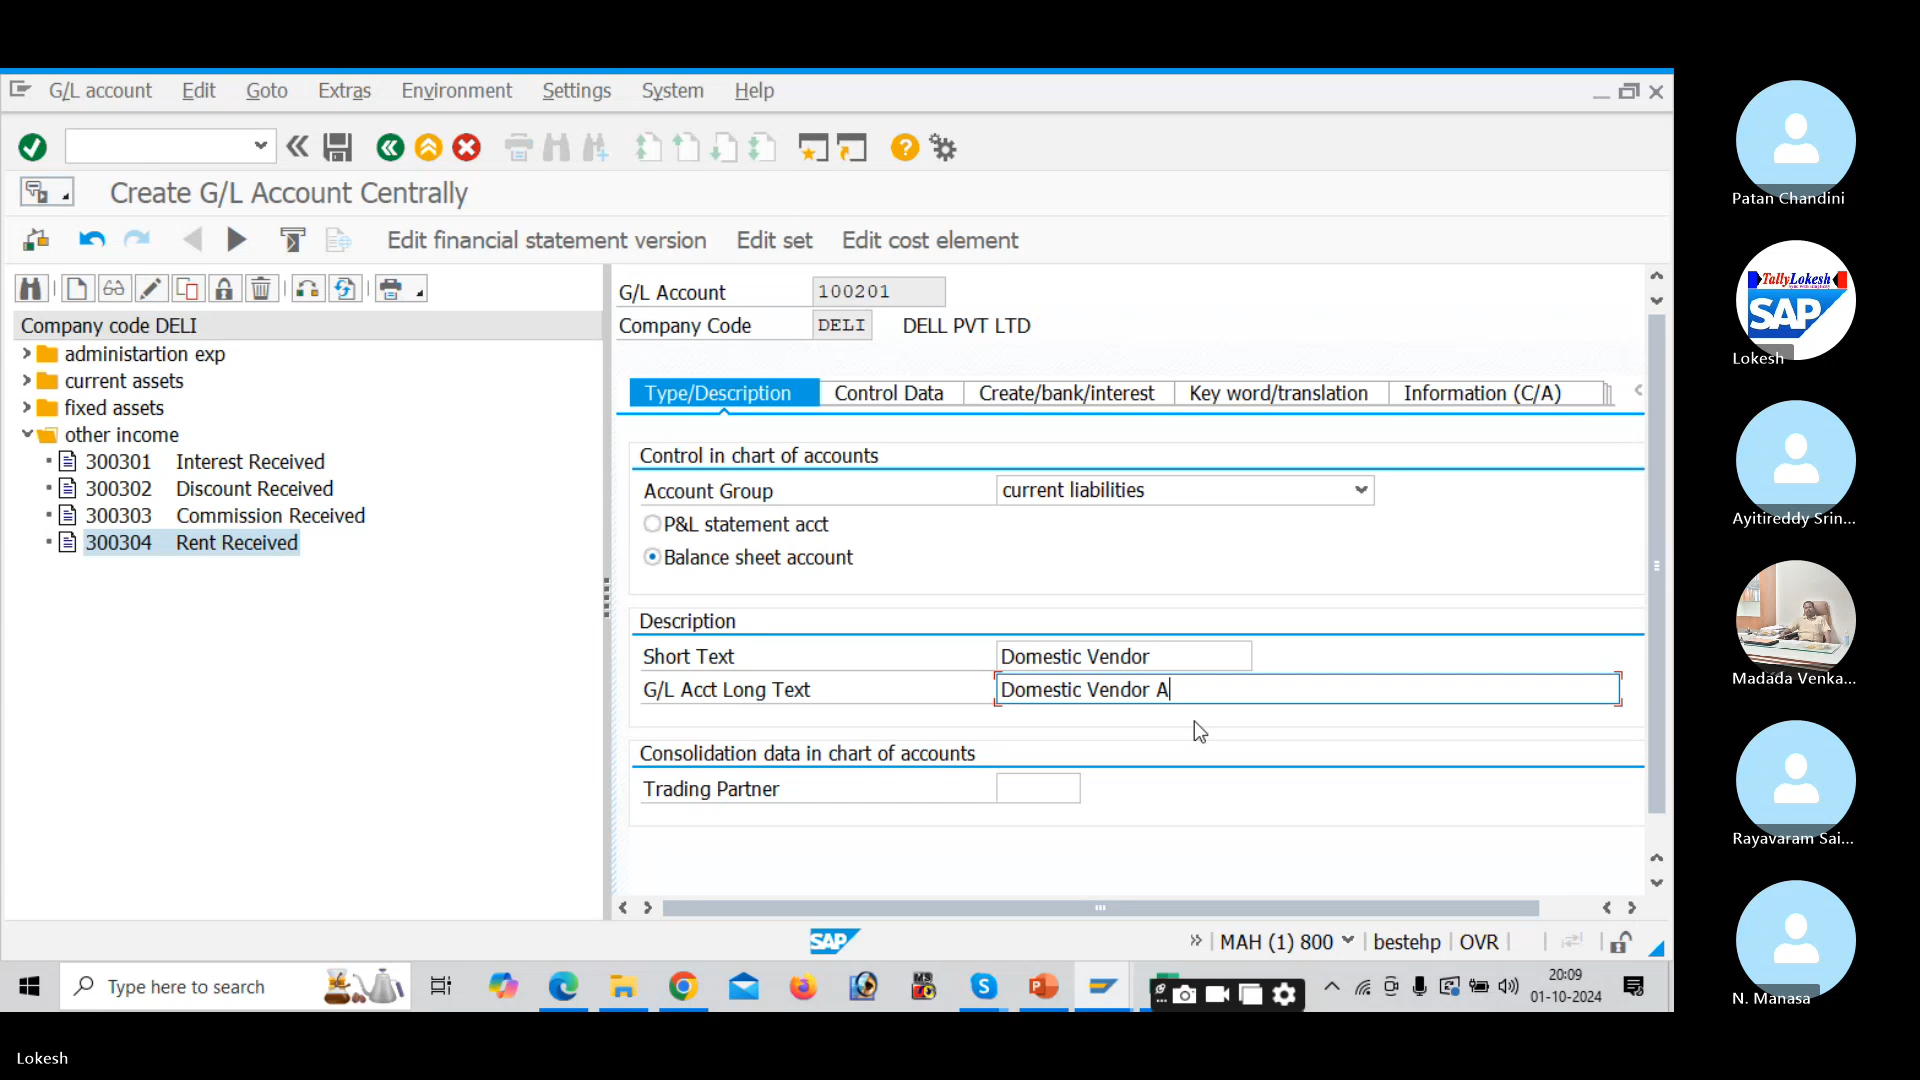 G/L account Edit Goto Extras Environment Settings System Help
Create G/L Account Centrally
Edit financial statement version Edit set Edit cost element
Company code DELI
administartion exp
current assets
fixed assets
other income
300301 Interest Received
300302 Discount Received
300303 Commission Received
300304 Rent Received
G/L Account 100201
Company Code DELI DELL PVT LTD
Type/Description Control Data Create/bank/interest Key word/translation Information (C/A)
Control in chart of accounts
Account Group current liabilities
P&L statement acct
Balance sheet account
Description
Short Text Domestic Vendor
G/L Acct Long Text Domestic Vendor A
Consolidation data in chart of accounts
Trading Partner
SAP MAH (1) 800 bestehp OVR
Type here to search
20:09
01-10-2024
Patan Chandini
TallyLokesh
SAP
Lokesh
Ayitireddy Srin...
Madada Venka...
Rayavaram Sai...
N. Manasa
Lokesh